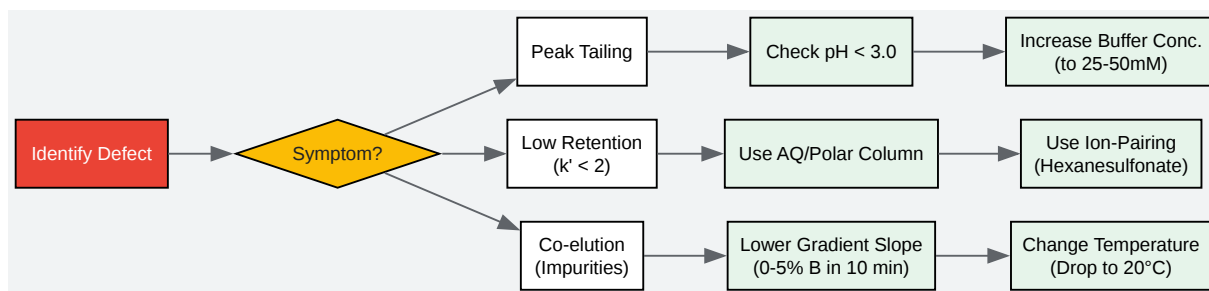 Identify Defect
Symptom?
Peak Tailing
Check pH < 3.0
Increase Buffer Conc.
(to 25-50mM)
Low Retention
(k' < 2)
Use AQ/Polar Column
Use Ion-Pairing
(Hexanesulfonate)
Co-elution
(Impurities)
Lower Gradient Slope
(0-5% B in 10 min)
Change Temperature
(Drop to 20°C)